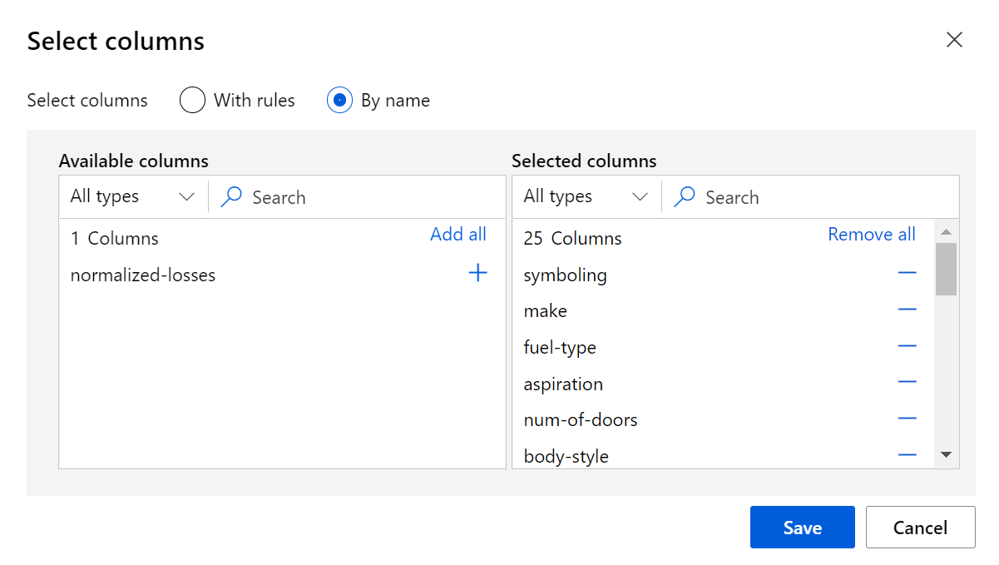 Select columns
Select columns With rules By name
Available columns
All types Search
1 Columns Add all
normalized-losses
Selected columns
All types Search
25 Columns Remove all
symboling
make
fuel-type
aspiration
num-of-doors
body-style
Save Cancel